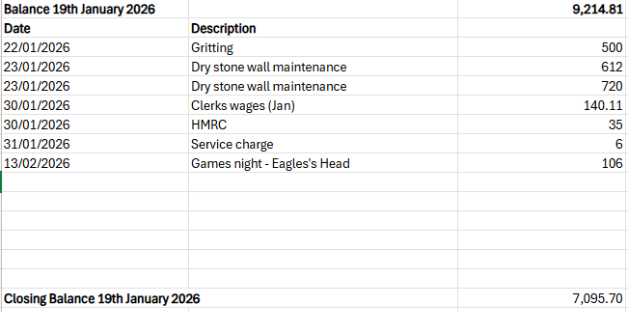 Balance 19th January 2026 9,214.81
Date Description
22/01/2026 Gritting 500
23/01/2026 Dry stone wall maintenance 612
23/01/2026 Dry stone wall maintenance 720
30/01/2026 Clerks wages (Jan) 140.11
30/01/2026 HMRC 35
31/01/2026 Service charge 6
13/02/2026 Games night - Eagles's Head 106
Closing Balance 19th January 2026 7,095.70